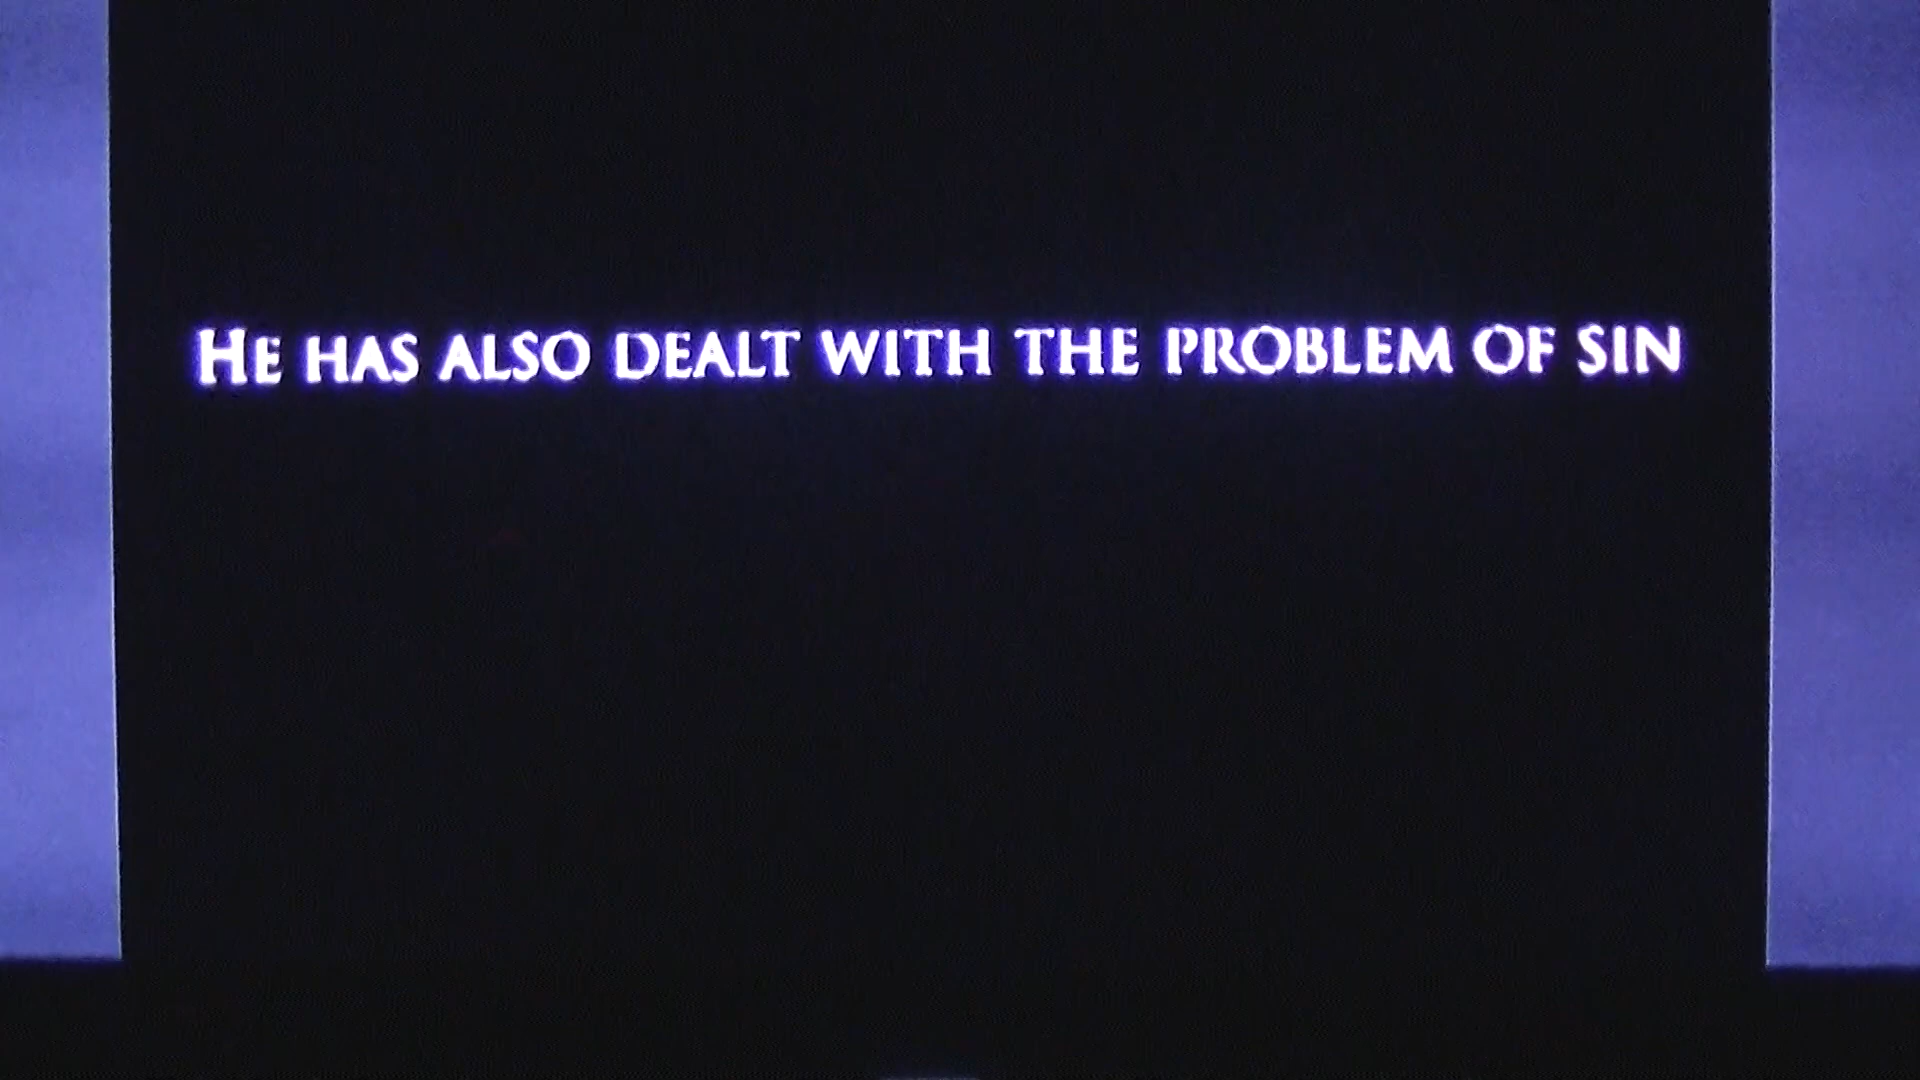 He has also dealt with the problem of sin